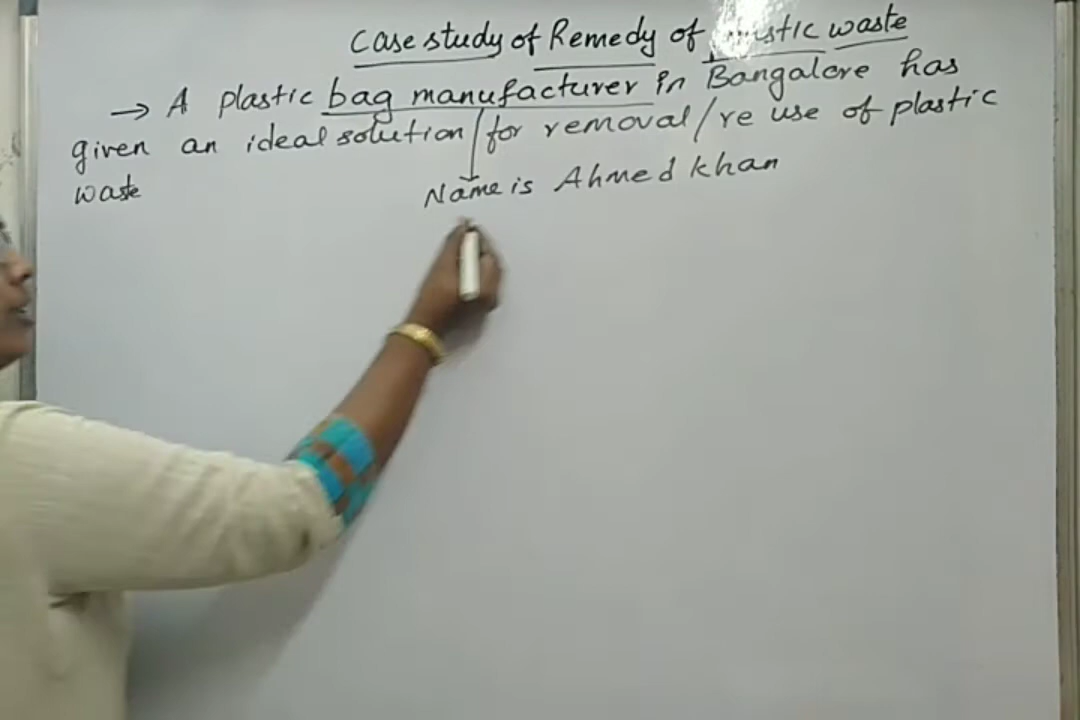 Case study of Remedy of plastic waste
→ A plastic bag manufacturer in Bangalore has
given an ideal solution for removal/re use of plastic
waste Name is Ahmed khan